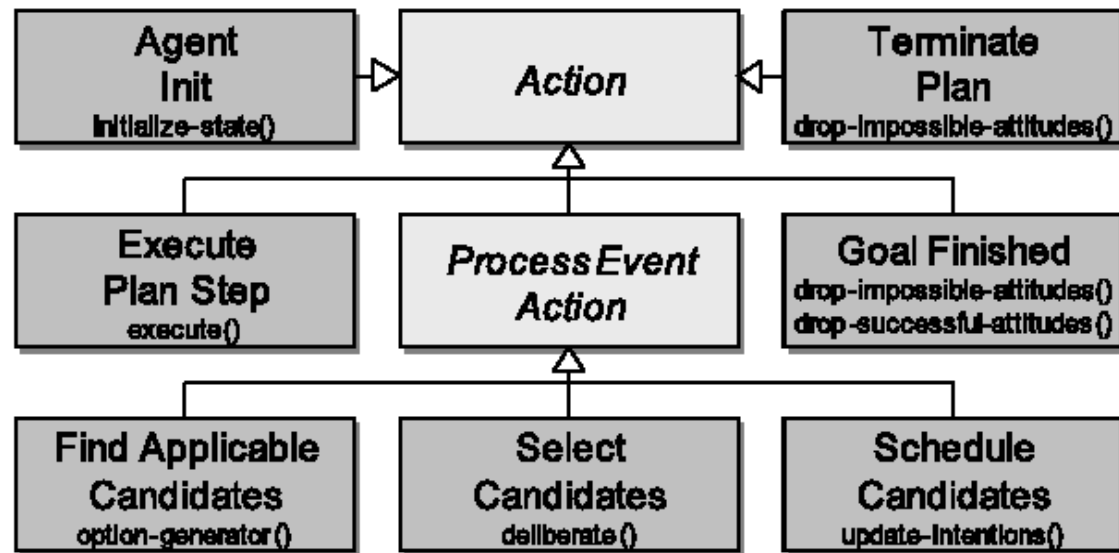 Agent
Init
initialize-state()
Action
Terminate
Plan
drop-impossible-attitudes()
Execute
Plan Step
execute()
ProcessEvent
Action
Goal Finished
drop-impossible-attitudes()
drop-successful-attitudes()
Find Applicable
Candidates
option-generator()
Select
Candidates
deliberate()
Schedule
Candidates
update-intentions()